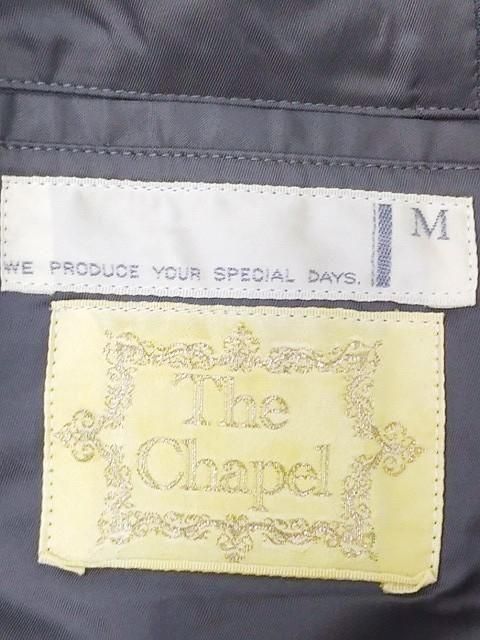 M
WE PRODUCE YOUR SPECIAL DAYS.
The
Chapel